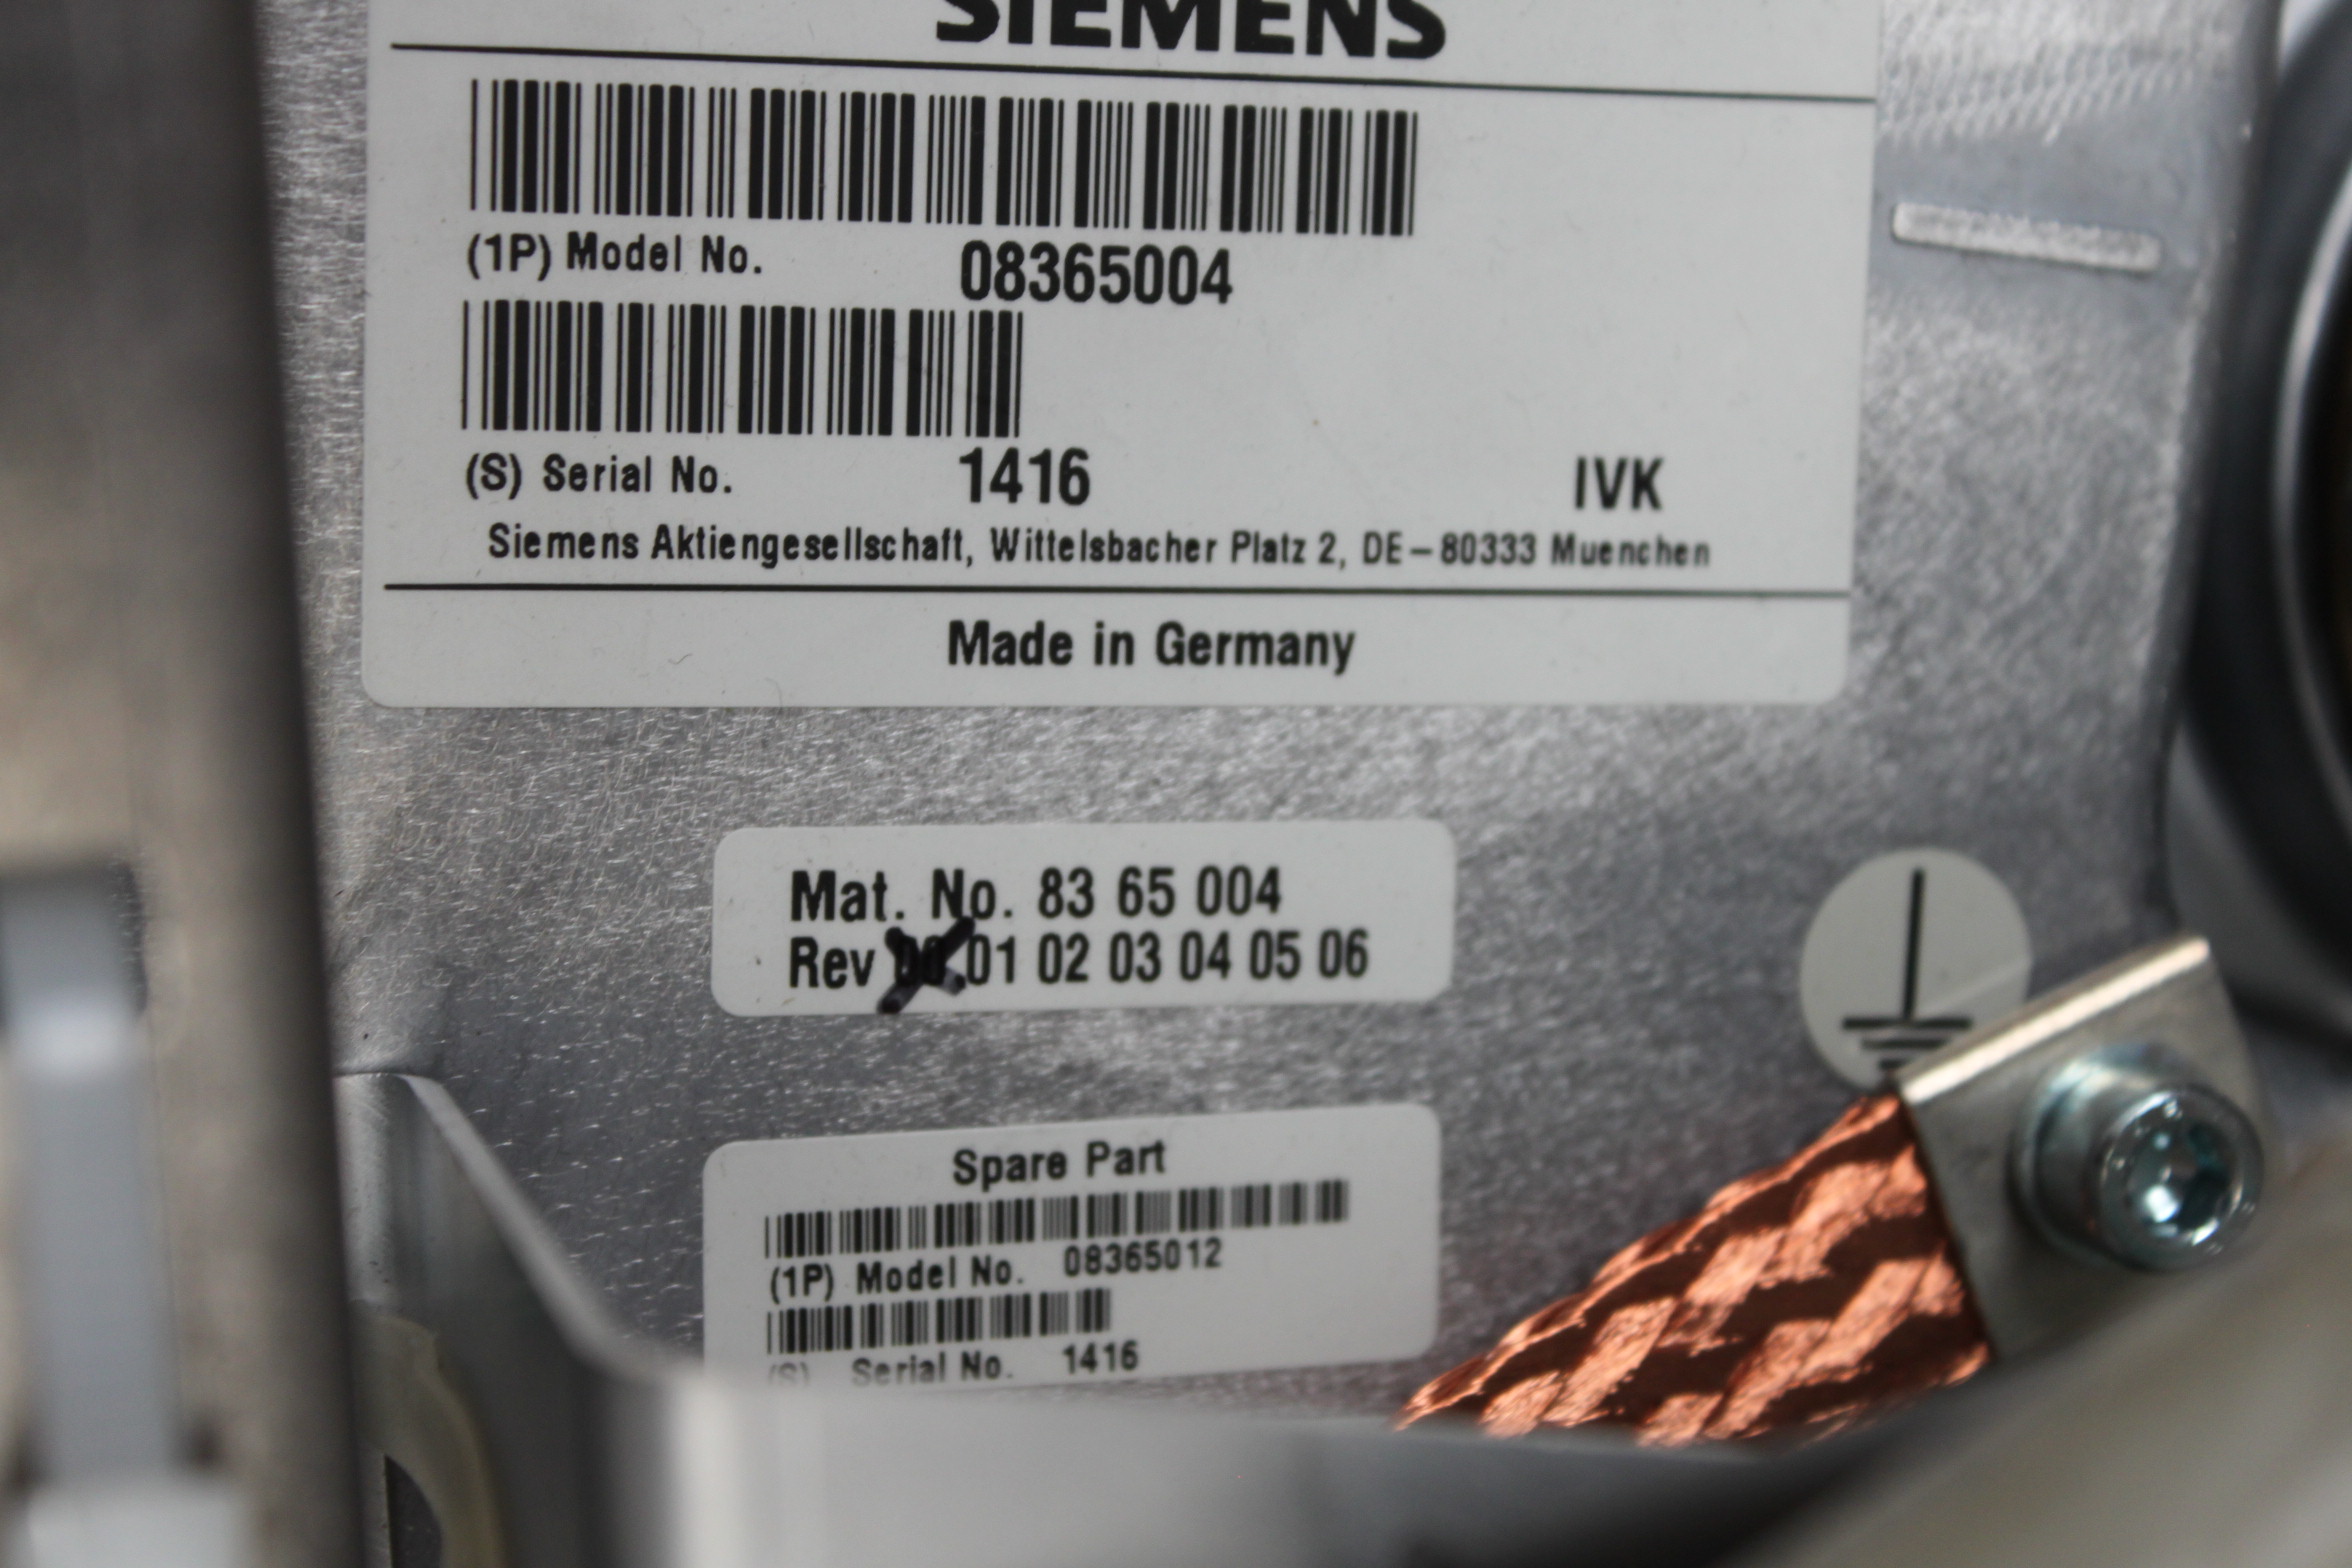 SIEMENS
(1P) Model No. 08365004
(S) Serial No. 1416 IVK
Siemens Aktiengesellschaft, Wittelsbacher Platz 2, DE-80333 Muenchen
Made in Germany
Mat. No. 83 65 004
Rev 00 01 02 03 04 05 06
Spare Part
(1P) Model No. 08365012
(S) Serial No. 1416